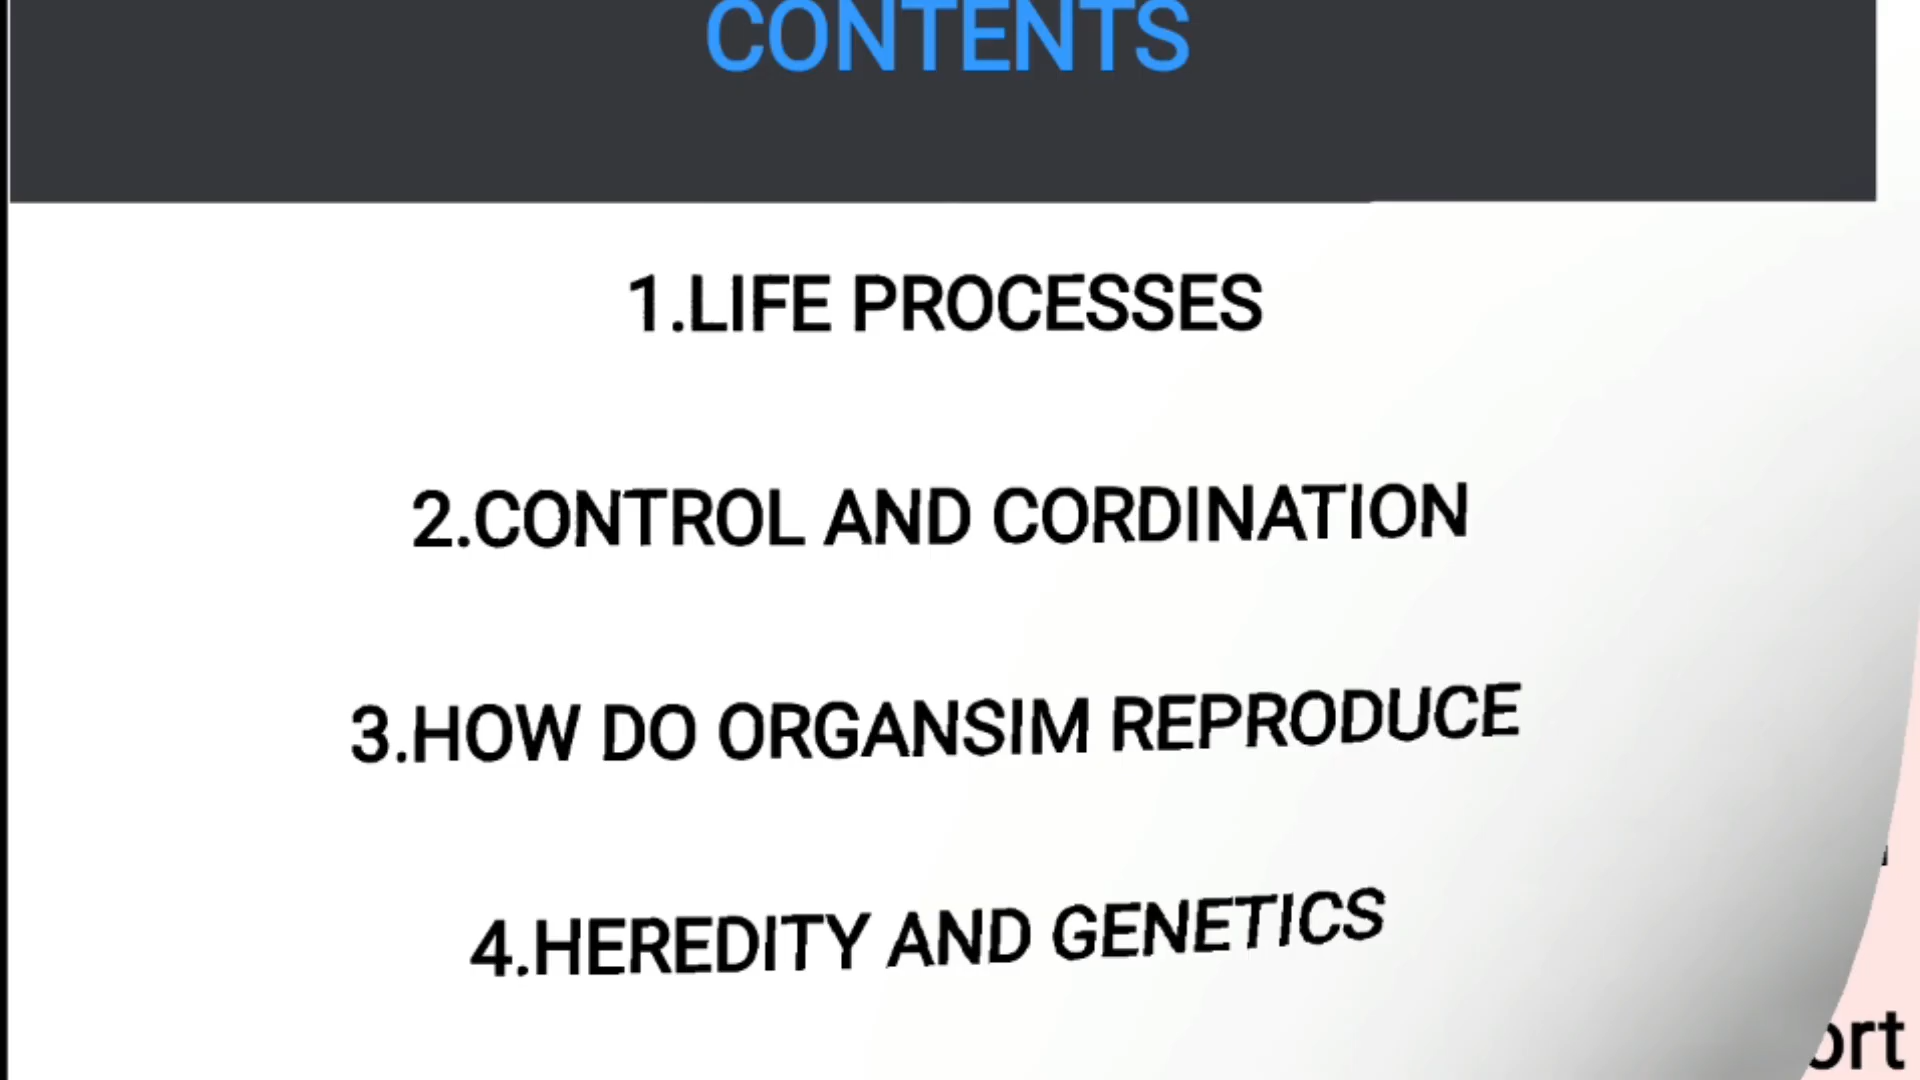 CONTENTS
1.LIFE PROCESSES
2.CONTROL AND CORDINATION
3.HOW DO ORGANSIM REPRODUCE
4.HEREDITY AND GENETICS